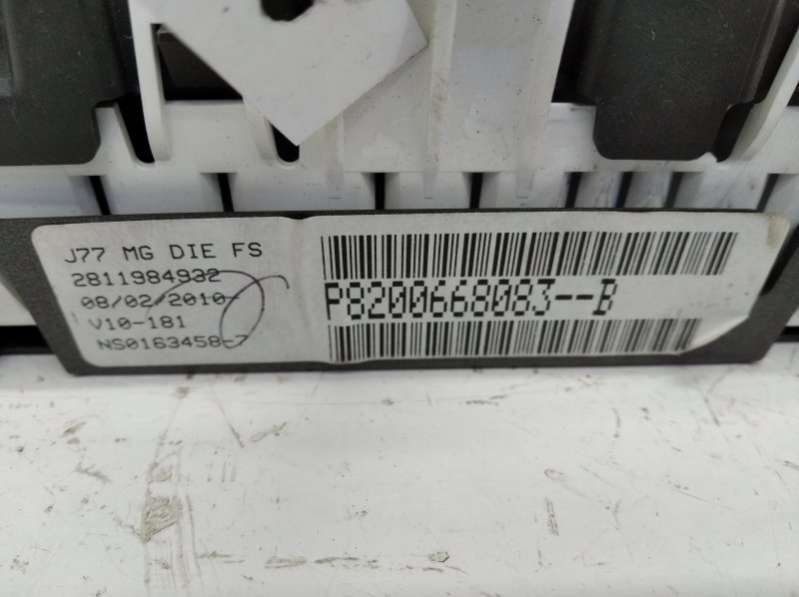 J77 MG DIE FS
2811984932
08/02/2010-
V10-181
NS0163458-7
P8200668083--B